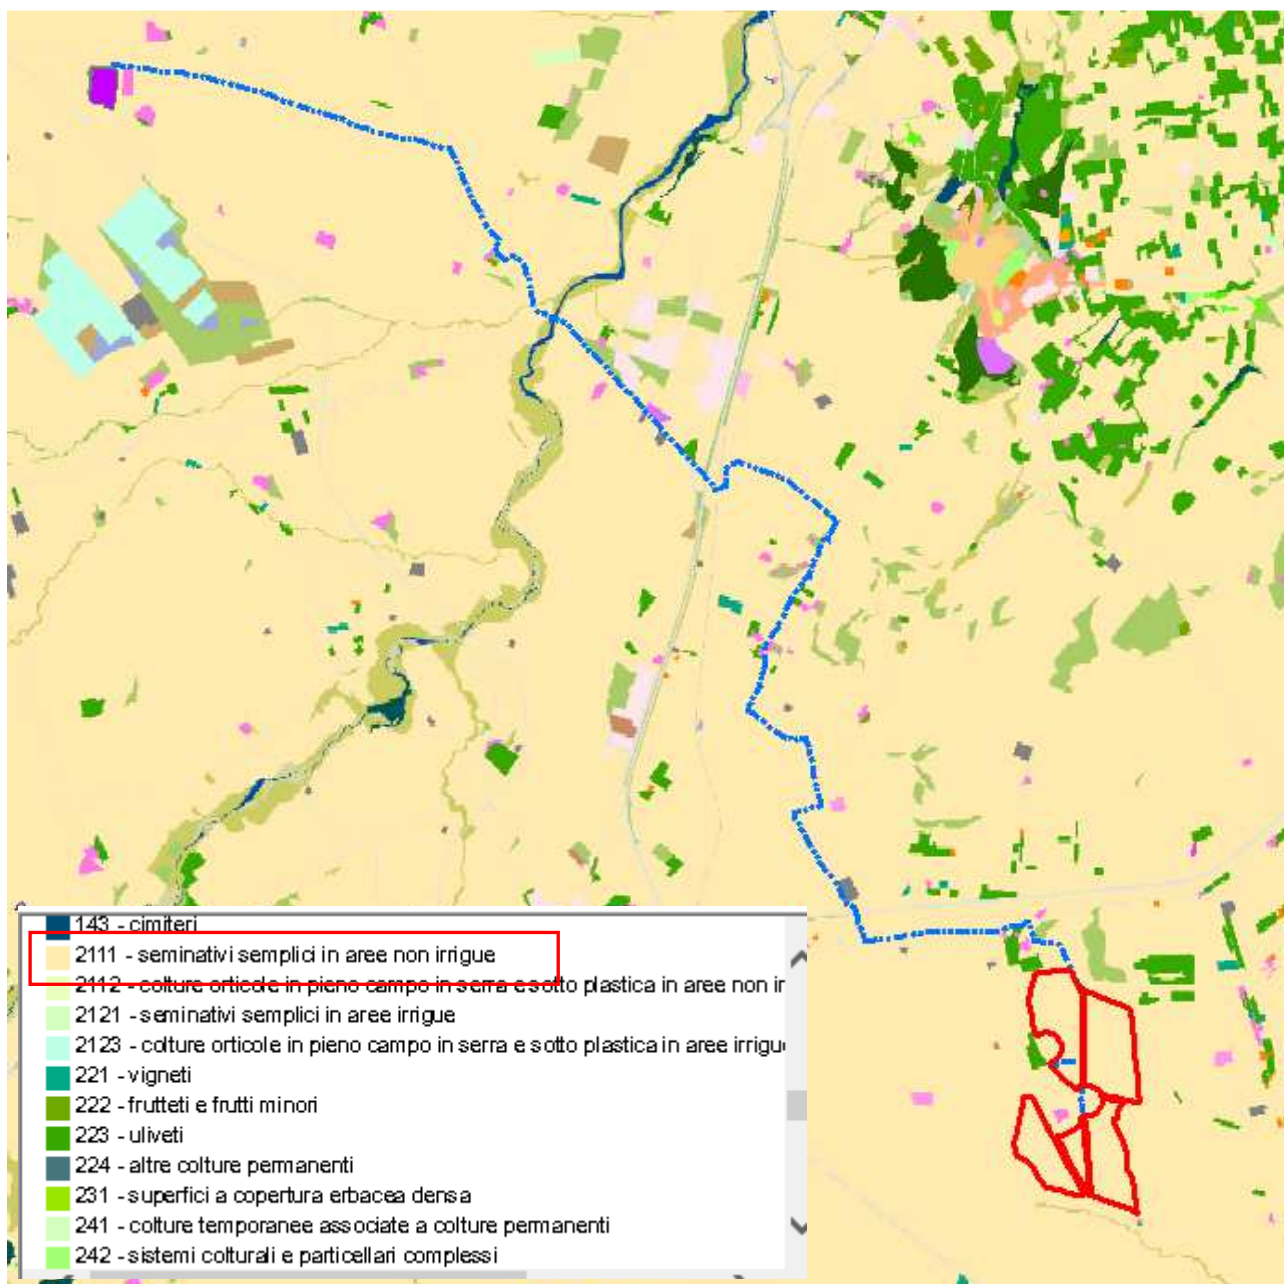 143 - cimiteri
2111 - seminativi semplici in aree non irrigue
2112 - colture orticole in pieno campo in serra e sotto plastica in aree non ir
2121 - seminativi semplici in aree irrigue
2123 - colture orticole in pieno campo in serra e sotto plastica in aree irrigu
221 - vigneti
222 - frutteti e frutti minori
223 - uliveti
224 - altre colture permanenti
231 - superfici a copertura erbacea densa
241 - colture temporanee associate a colture permanenti
242 - sistemi colturali e particellari complessi